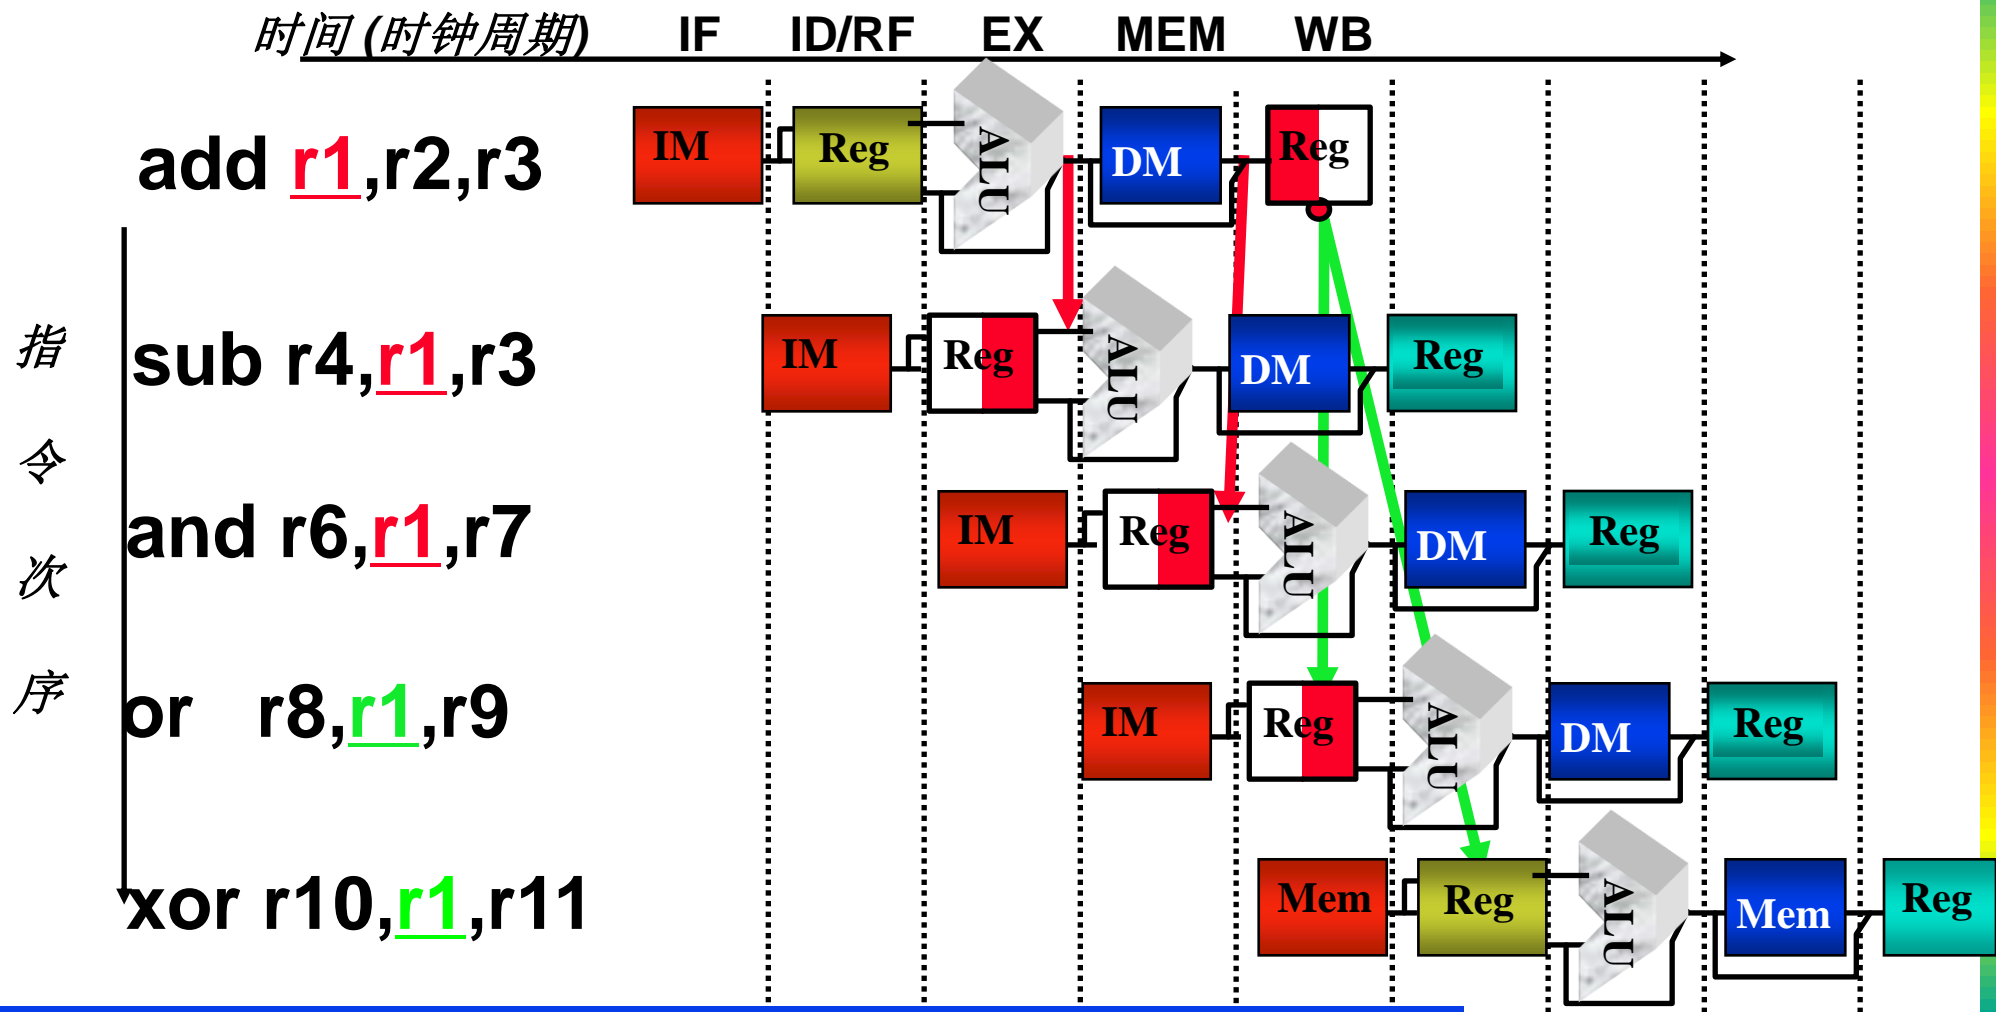 时间 (时钟周期) IF ID/RF EX MEM WB
add r1,r2,r3 IM Reg ALU DM Reg
sub r4,r1,r3 IM Reg ALU DM Reg
and r6,r1,r7 IM Reg ALU DM Reg
or r8,r1,r9 IM Reg ALU DM Reg
xor r10,r1,r11 Mem Reg ALU Mem Reg
指令次序